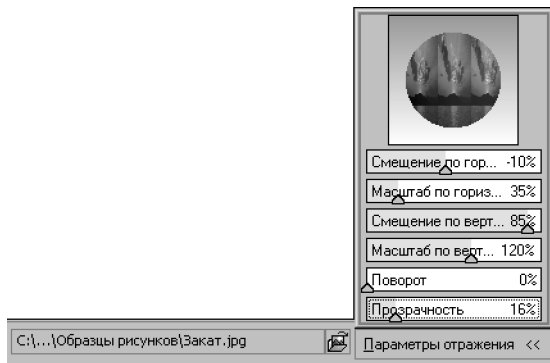 Смещение по гор... -10%
Масштаб по гориз... 35%
Смещение по верт... 85%
Масштаб по верт... 120%
Поворот 0%
Прозрачность 16%
C:\...\Образцы рисунков\Закат.jpg
Параметры отражения <<